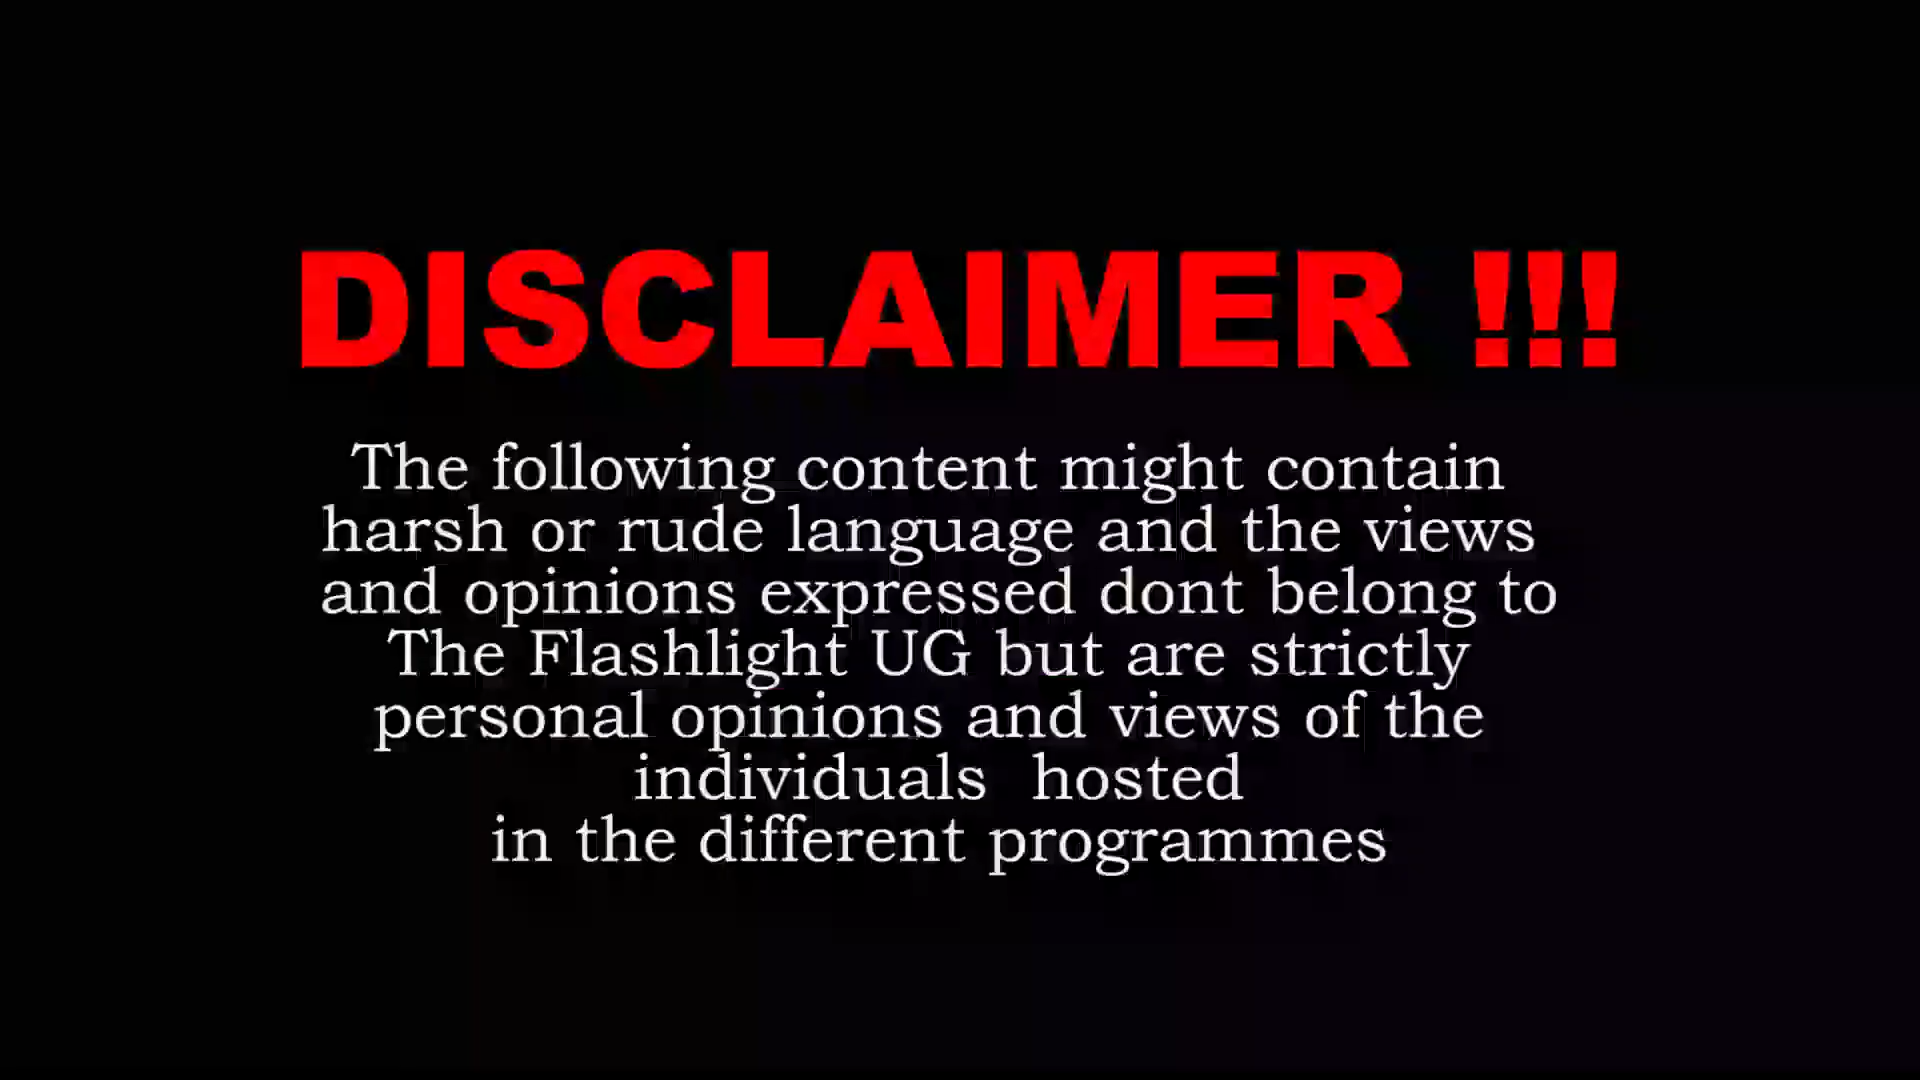 DISCLAIMER !!!
The following content might contain
harsh or rude language and the views
and opinions expressed dont belong to
The Flashlight UG but are strictly
personal opinions and views of the
individuals  hosted
in the different programmes